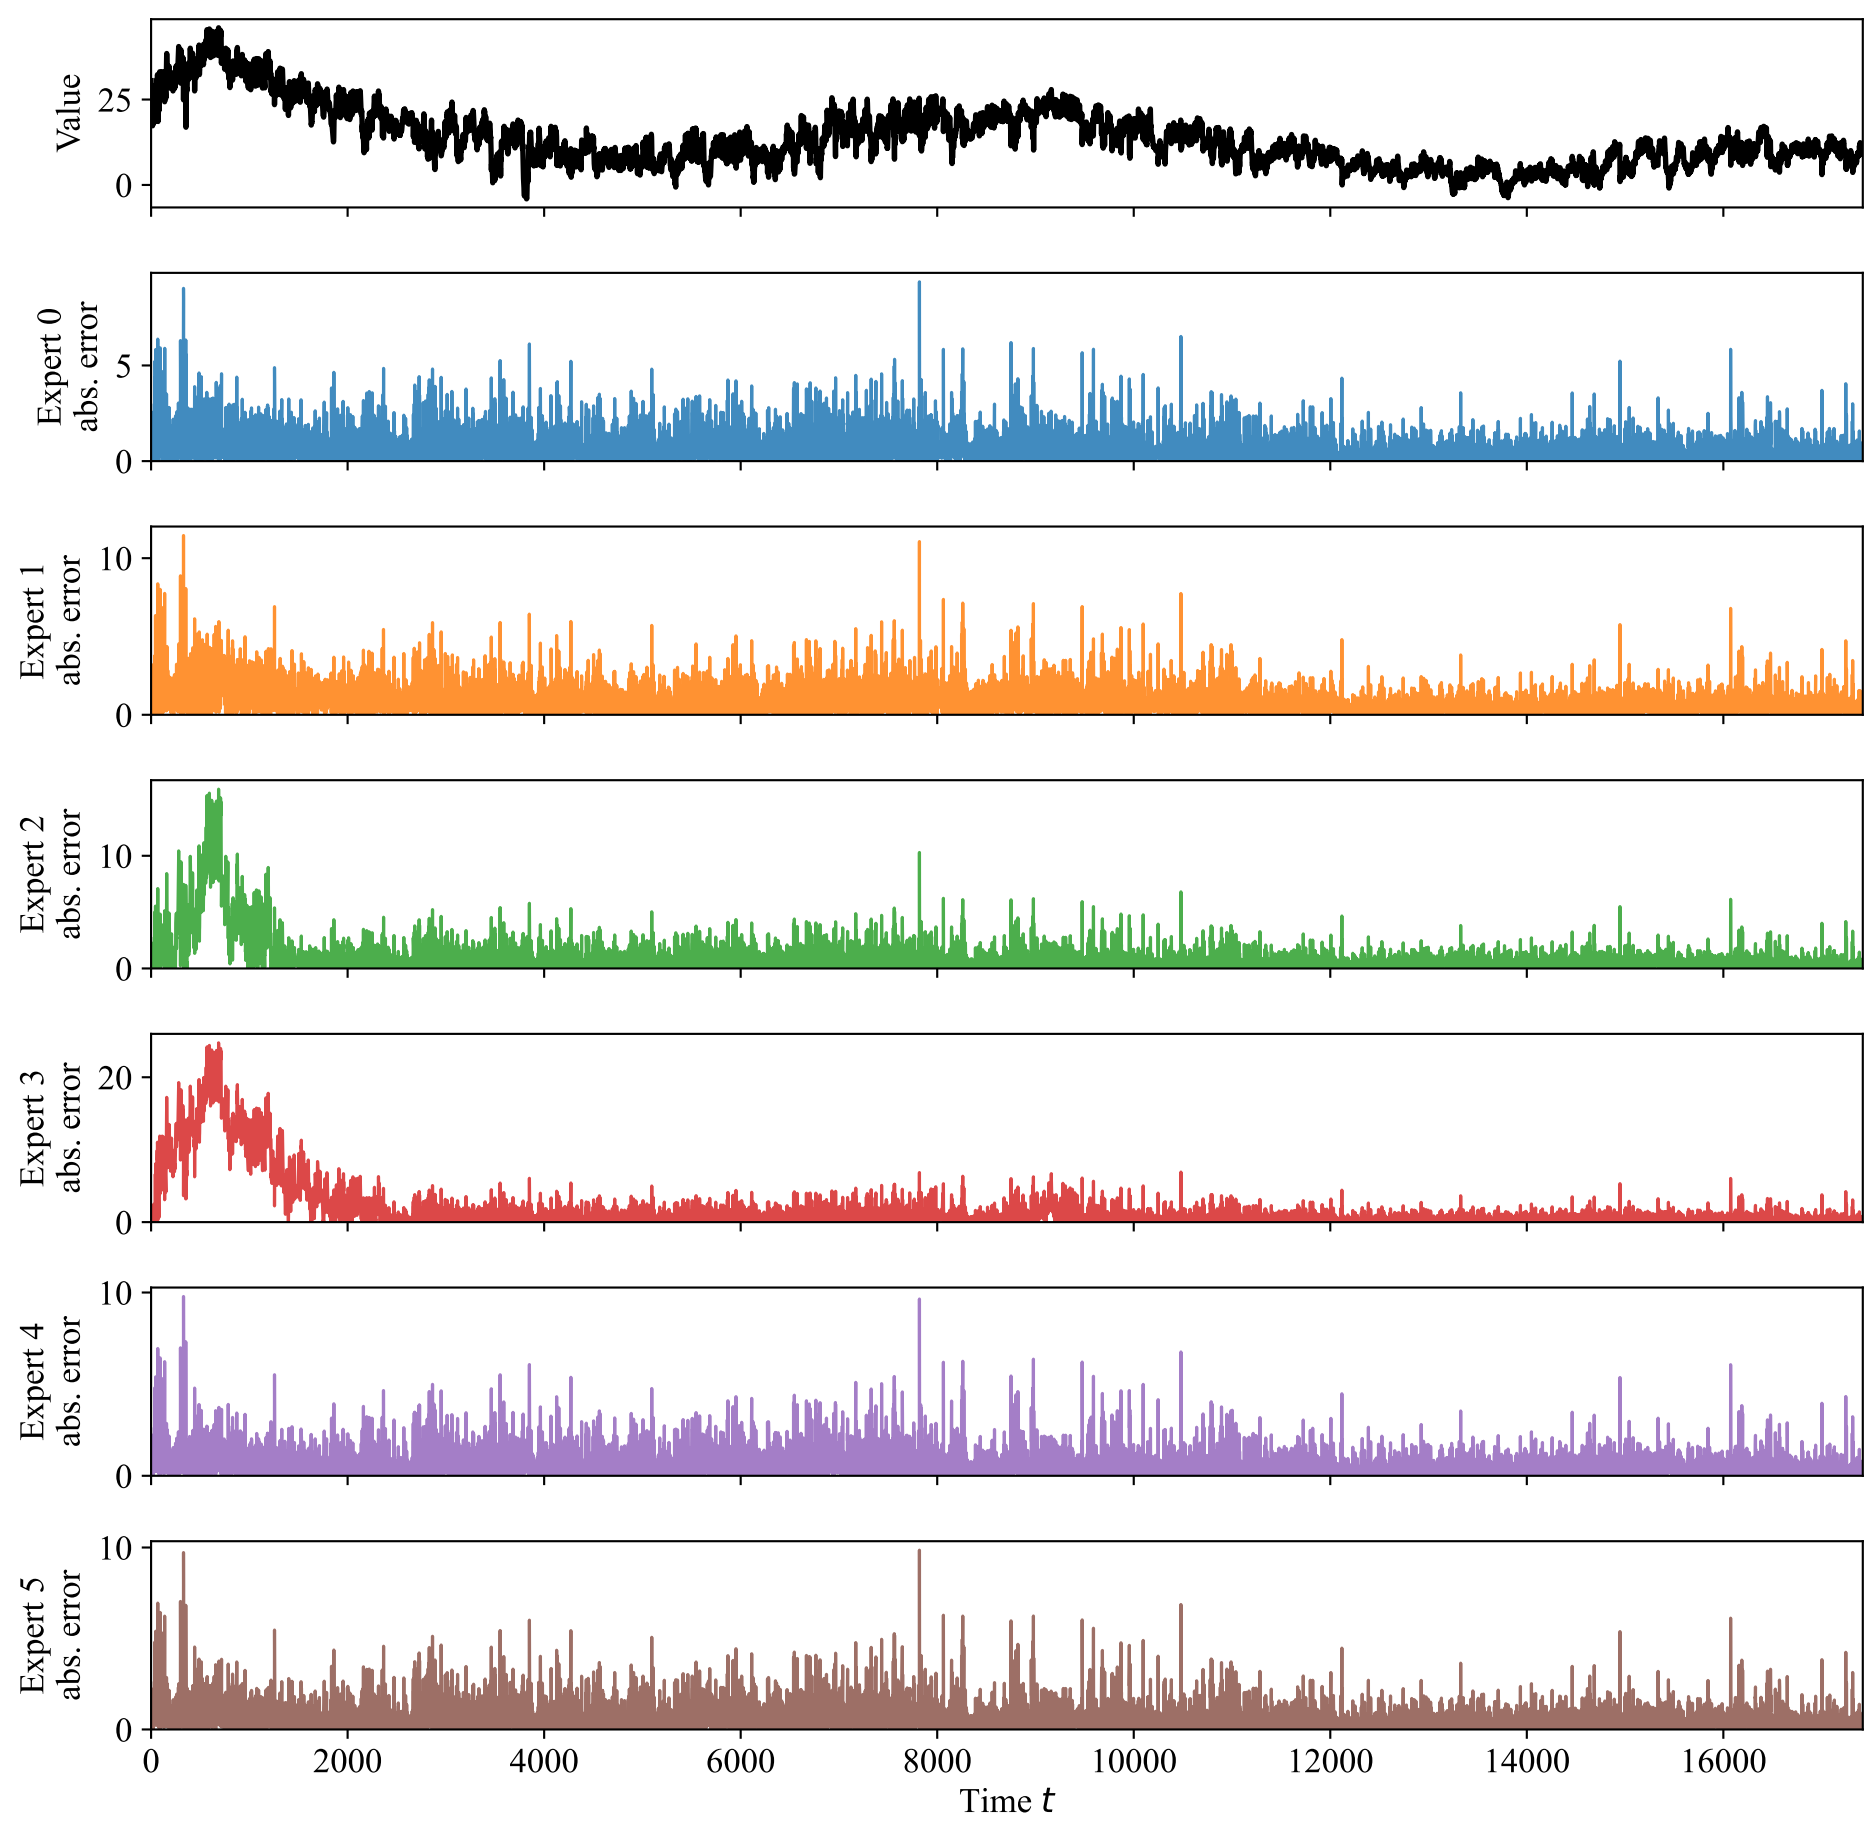 Value
25
0
Expert 0
abs. error
5
0
Expert 1
abs. error
10
0
Expert 2
abs. error
10
0
Expert 3
abs. error
20
0
Expert 4
abs. error
10
0
Expert 5
abs. error
10
0
0 2000 4000 6000 8000 10000 12000 14000 16000
Time t